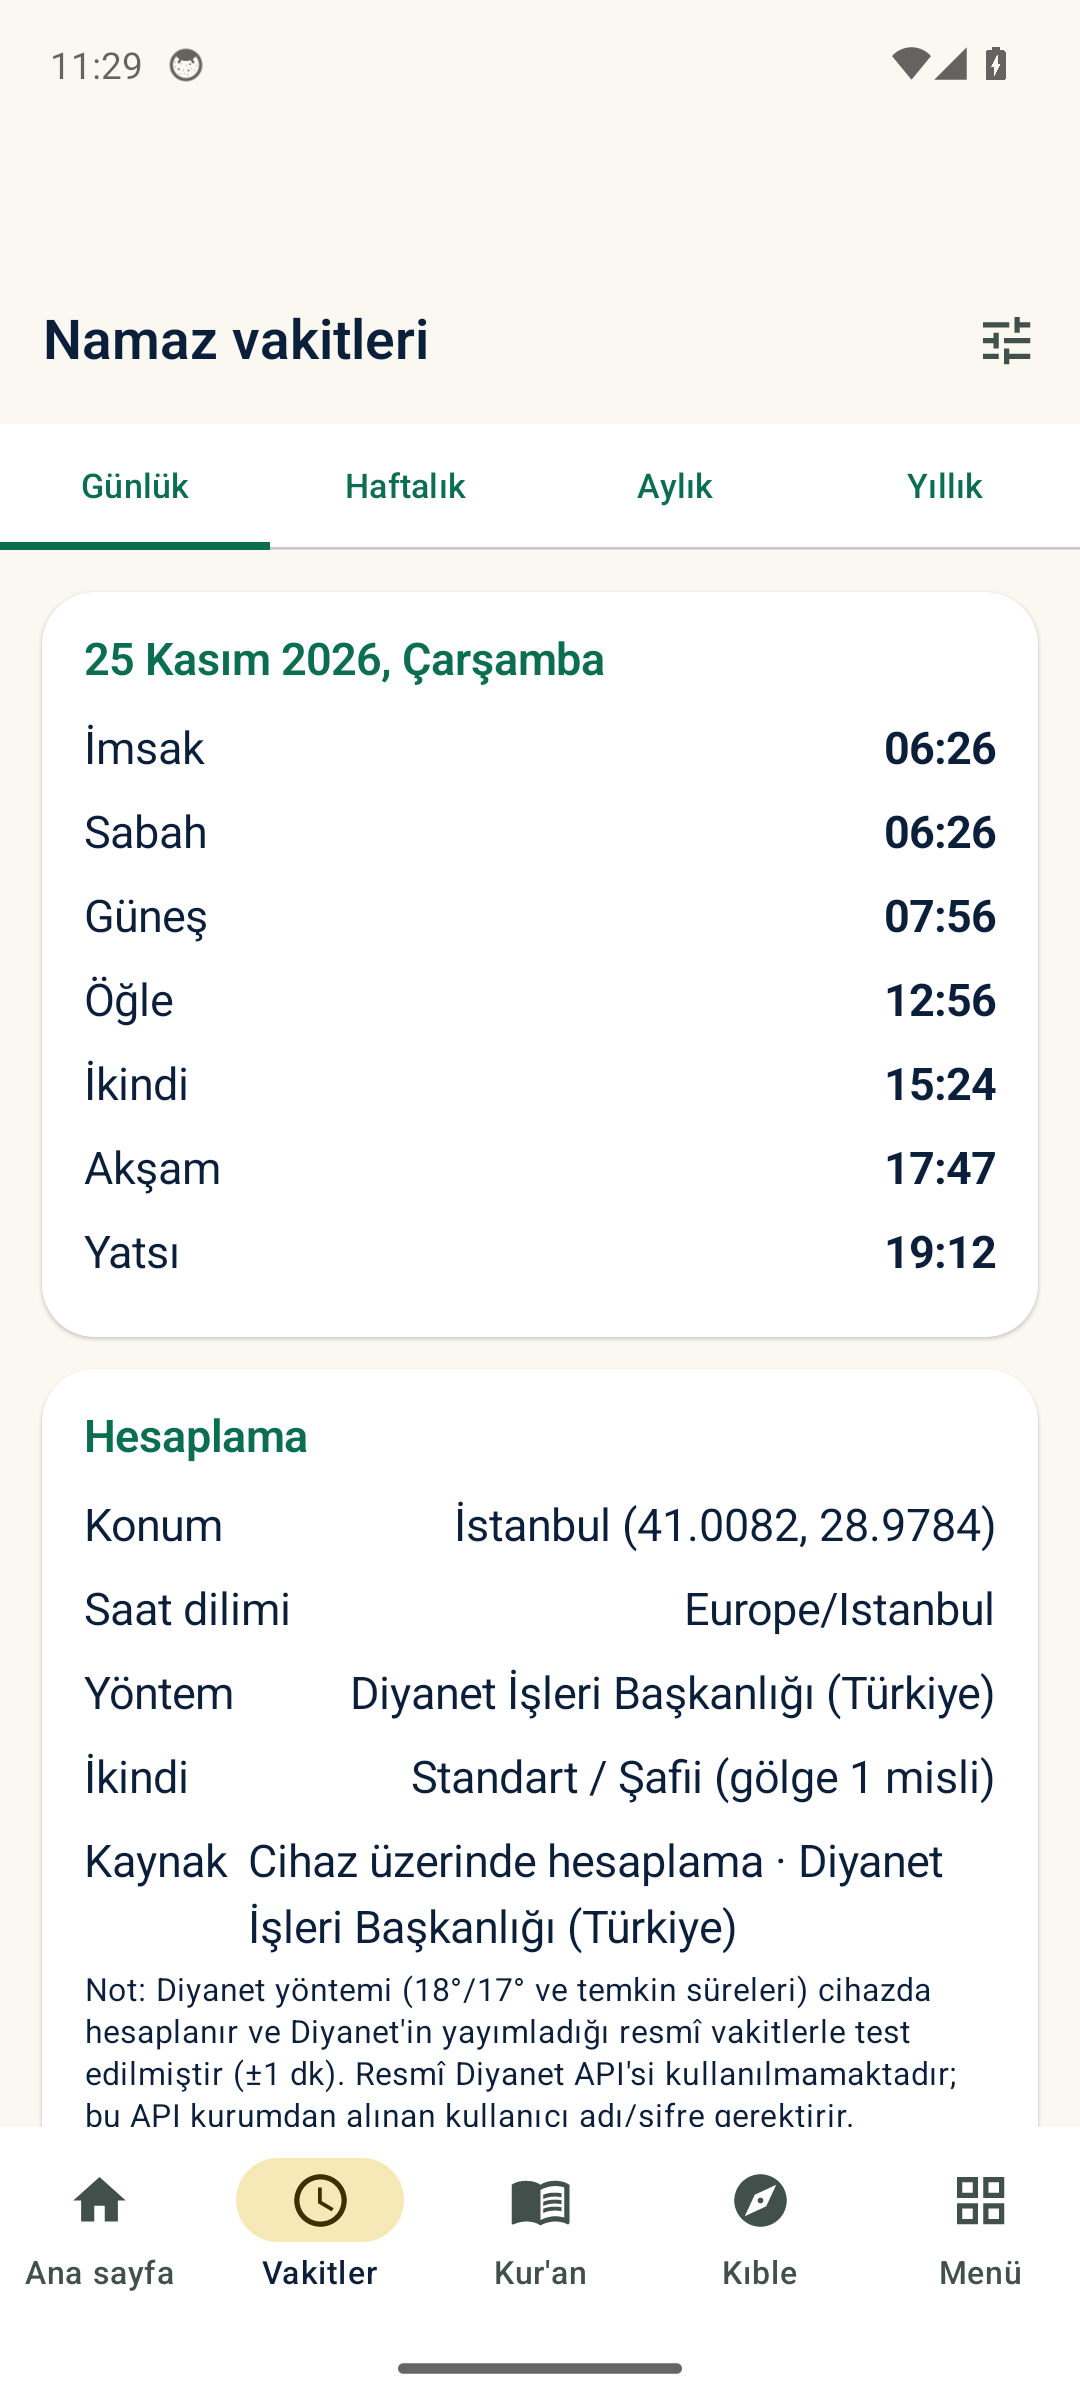 11:29
Namaz vakitleri
Günlük Haftalık Aylık Yıllık
25 Kasım 2026, Çarşamba
İmsak 06:26
Sabah 06:26
Güneş 07:56
Öğle 12:56
İkindi 15:24
Akşam 17:47
Yatsı 19:12
Hesaplama
Konum İstanbul (41.0082, 28.9784)
Saat dilimi Europe/Istanbul
Yöntem Diyanet İşleri Başkanlığı (Türkiye)
İkindi Standart / Şafii (gölge 1 misli)
Kaynak Cihaz üzerinde hesaplama · Diyanet
İşleri Başkanlığı (Türkiye)
Not: Diyanet yöntemi (18°/17° ve temkin süreleri) cihazda
hesaplanır ve Diyanet'in yayımladığı resmî vakitlerle test
edilmiştir (±1 dk). Resmî Diyanet API'si kullanılmamaktadır;
bu API kurumdan alınan kullanıcı adı/şifre gerektirir.
Ana sayfa Vakitler Kur'an Kıble Menü